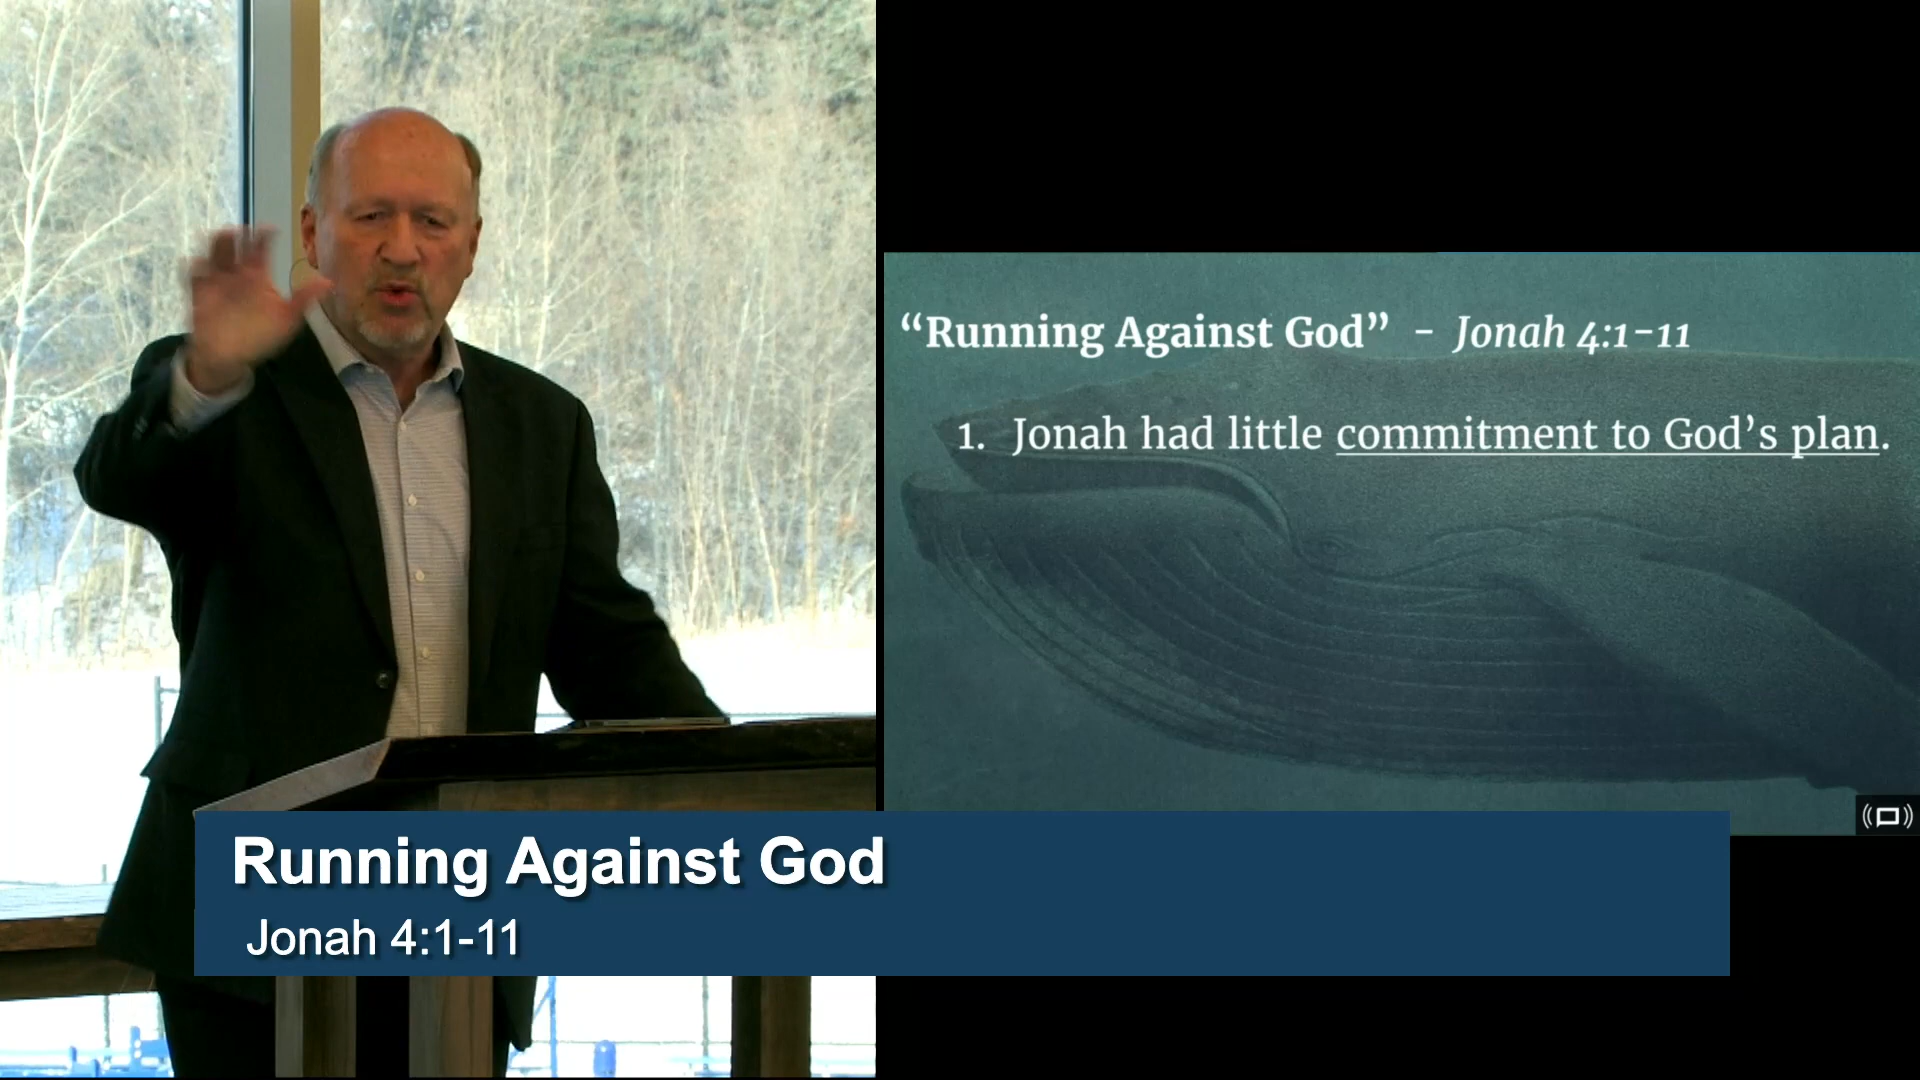 “Running Against God” - Jonah 4:1-11
1. Jonah had little commitment to God’s plan.
Running Against God
Jonah 4:1-11